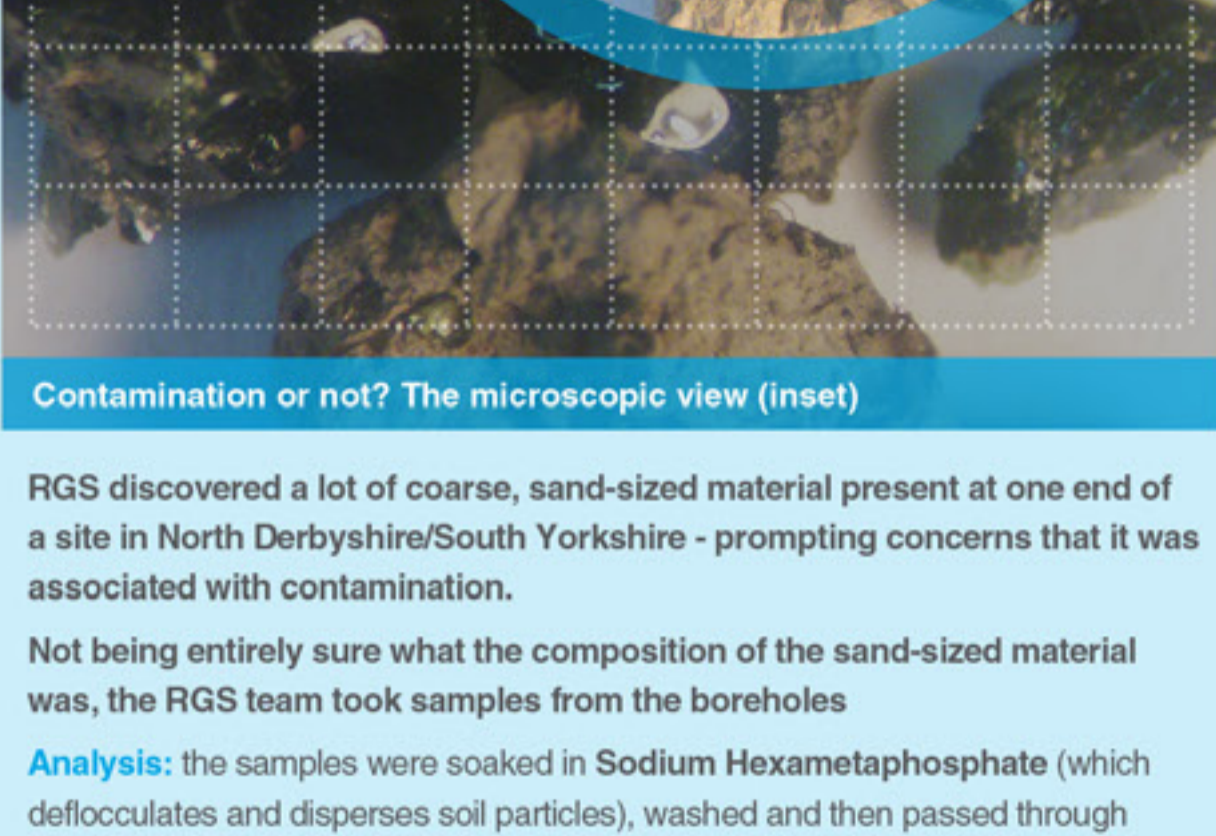 Contamination or not? The microscopic view (inset)
RGS discovered a lot of coarse, sand-sized material present at one end of
a site in North Derbyshire/South Yorkshire - prompting concerns that it was
associated with contamination.
Not being entirely sure what the composition of the sand-sized material
was, the RGS team took samples from the boreholes
Analysis: the samples were soaked in Sodium Hexametaphosphate (which
deflocculates and disperses soil particles), washed and then passed through